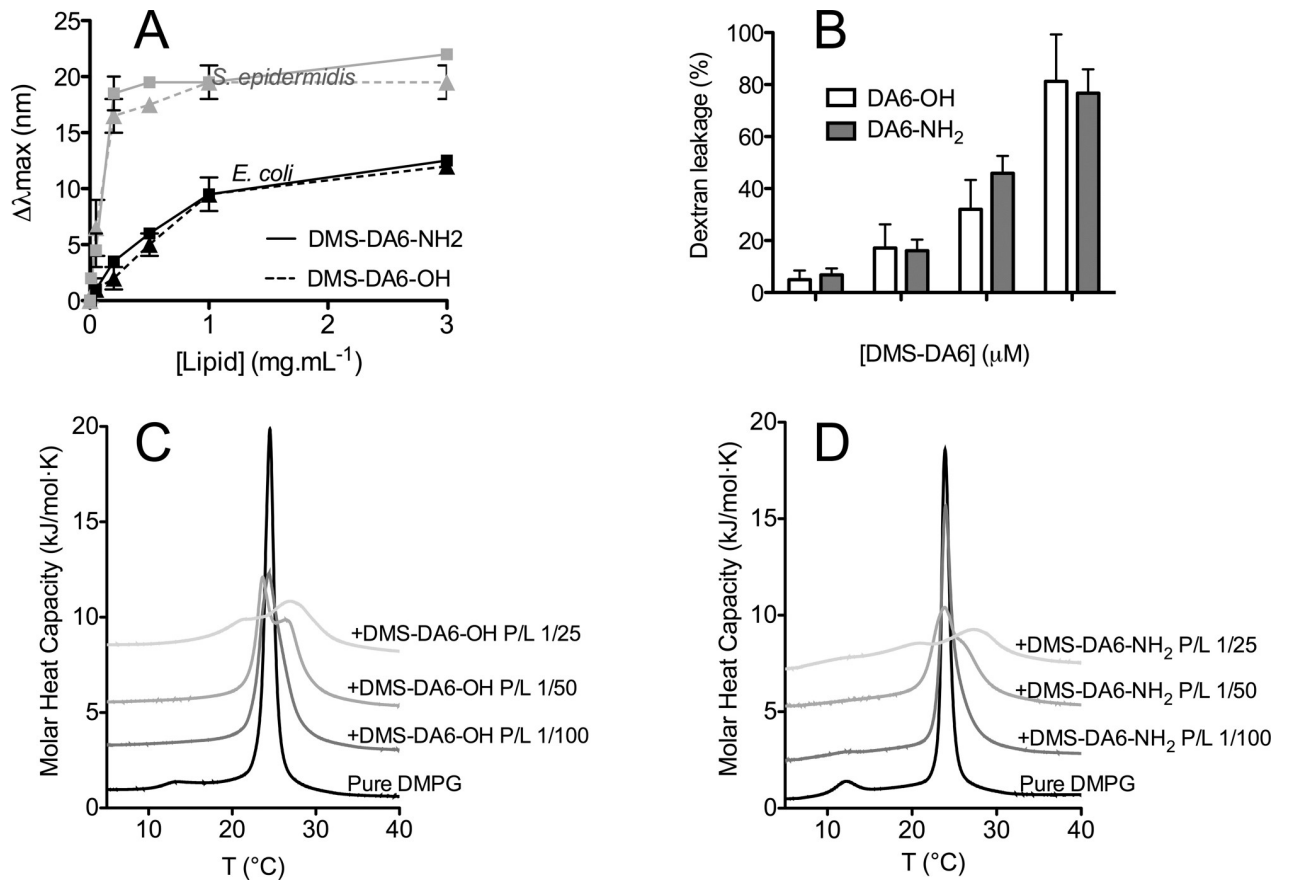 A
25
20
15
10
5
0
Δλmax (nm)
S. epidermidis
E. coli
DMS-DA6-NH2
DMS-DA6-OH
0 1 2 3
[Lipid] (mg.mL-1)
B
100
80
60
40
20
0
Dextran leakage (%)
DA6-OH
DA6-NH2
[DMS-DA6] (μM)
C
20
15
10
5
0
Molar Heat Capacity (kJ/mol·K)
+DMS-DA6-OH P/L 1/25
+DMS-DA6-OH P/L 1/50
+DMS-DA6-OH P/L 1/100
Pure DMPG
10 20 30 40
T (°C)
D
20
15
10
5
0
Molar Heat Capacity (kJ/mol·K)
+DMS-DA6-NH2 P/L 1/25
+DMS-DA6-NH2 P/L 1/50
+DMS-DA6-NH2 P/L 1/100
Pure DMPG
10 20 30 40
T (°C)